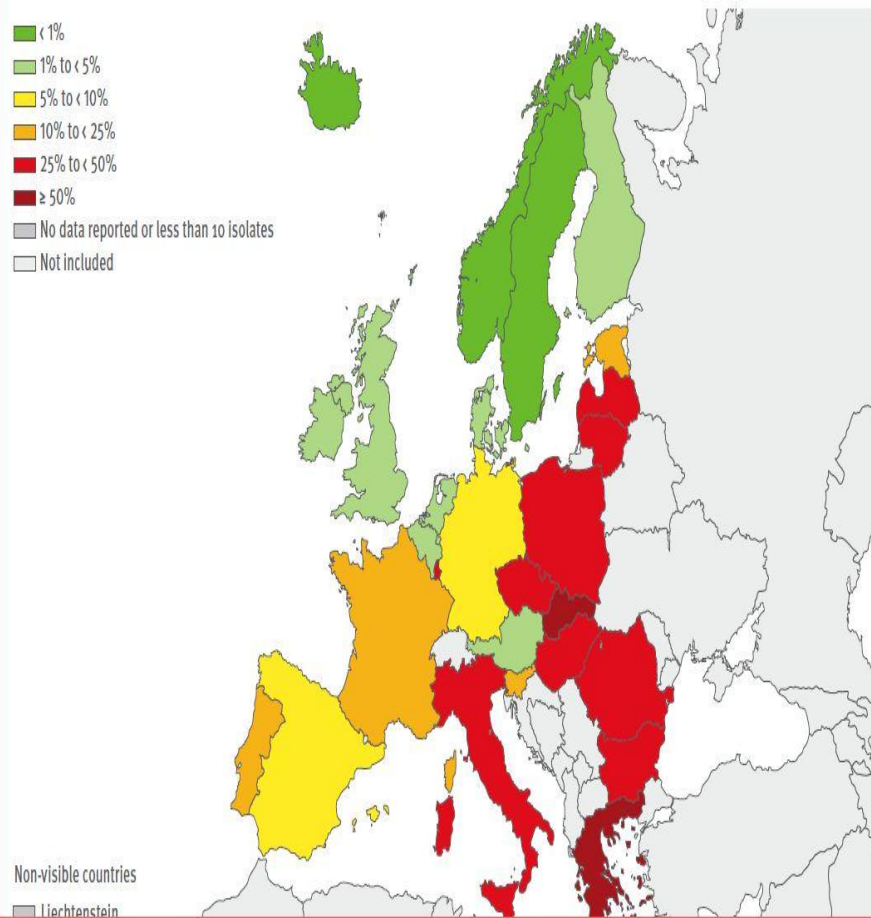 < 1%
1% to < 5%
5% to < 10%
10% to < 25%
25% to < 50%
≥ 50%
No data reported or less than 10 isolates
Not included
Non-visible countries
Liechtenstein